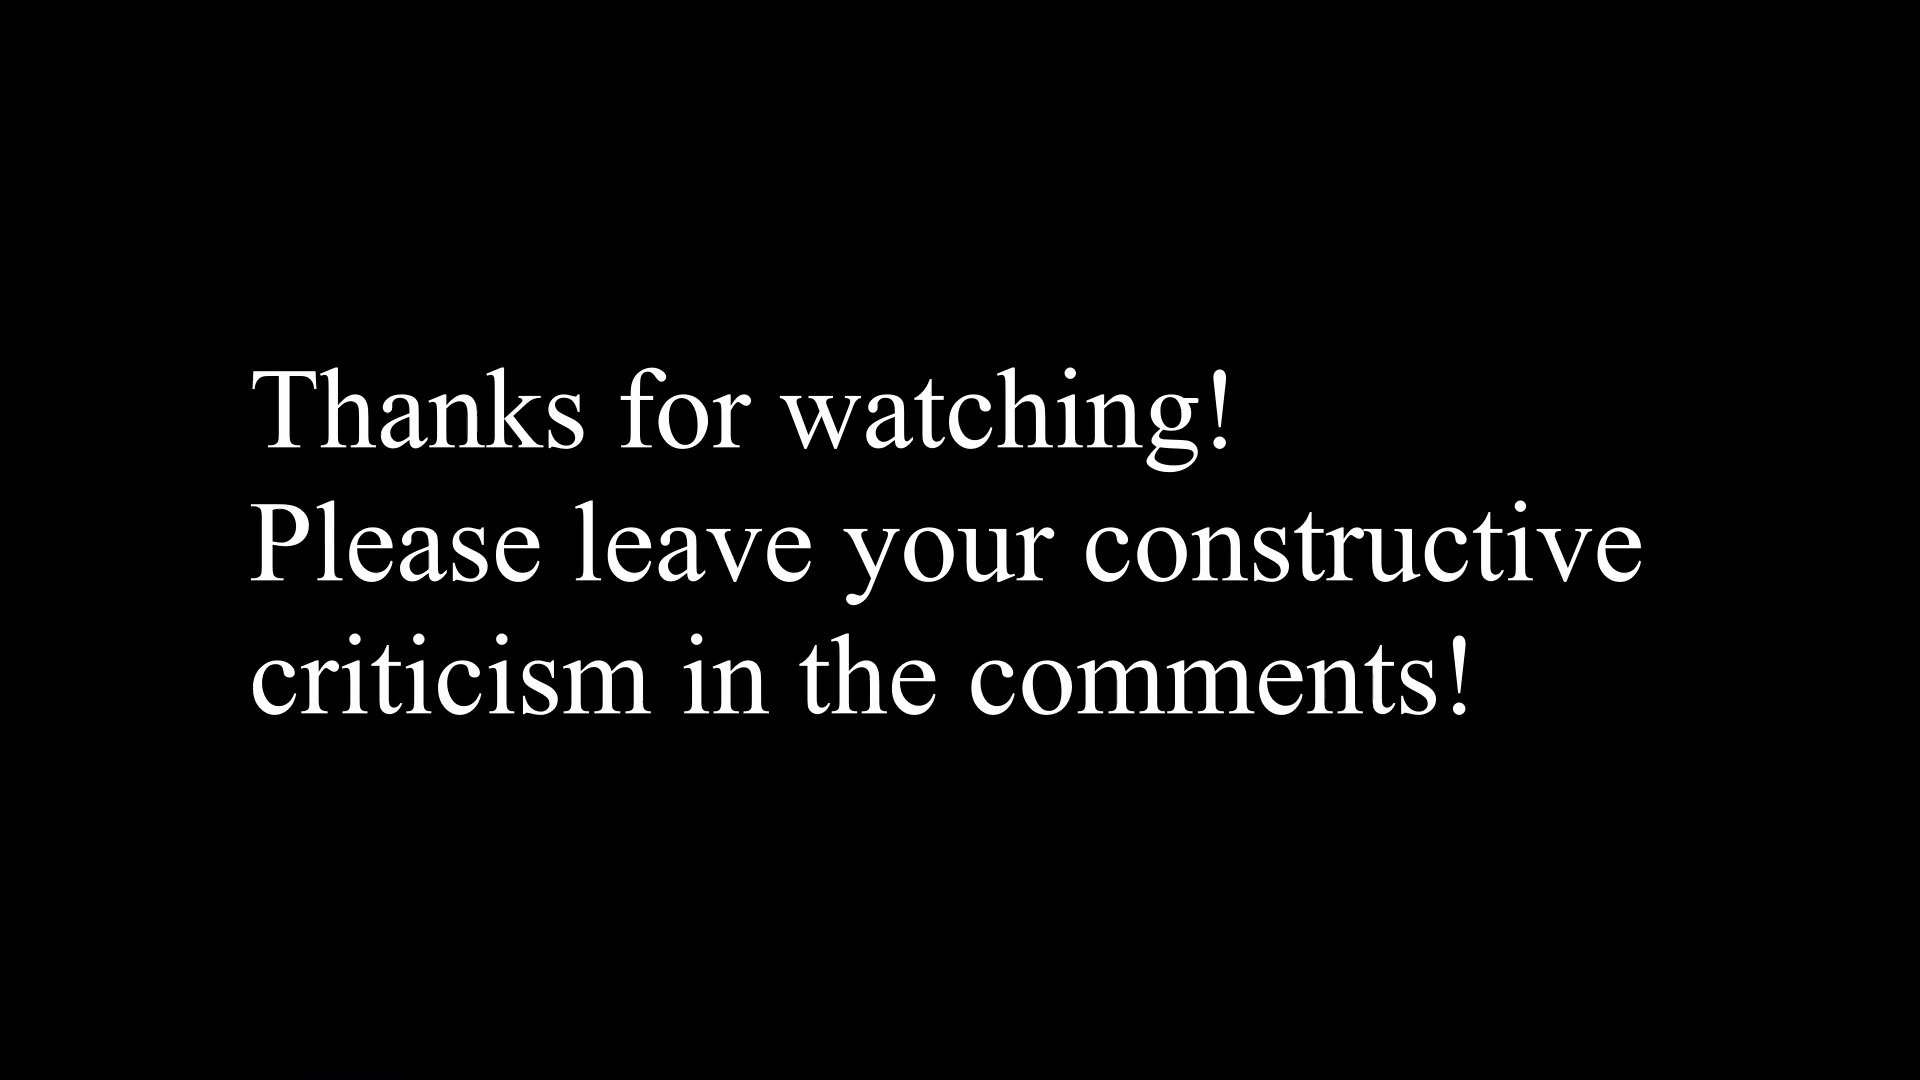 Thanks for watching!
Please leave your constructive
criticism in the comments!